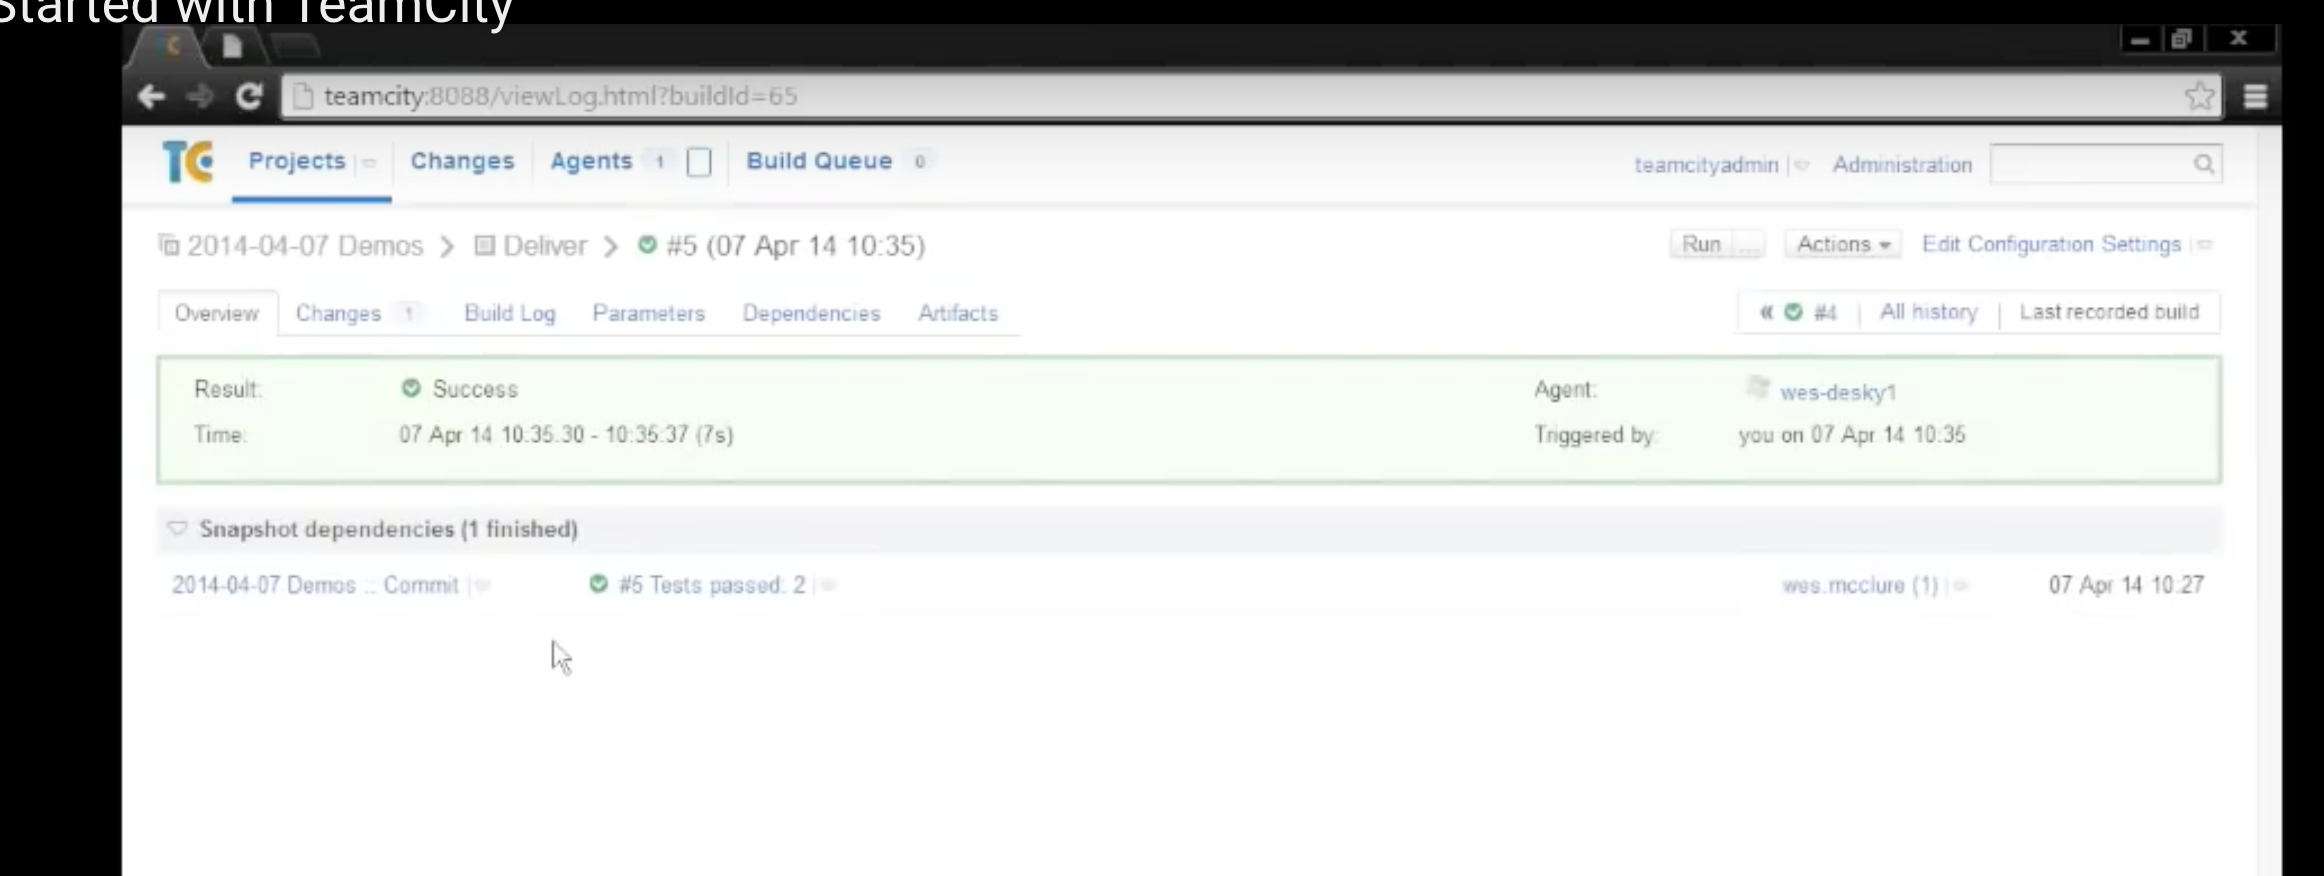 Started with TeamCity
teamcity:8088/viewLog.html?buildId=65
TC Projects Changes Agents 1 Build Queue 0 teamcityadmin Administration
2014-04-07 Demos > Deliver > #5 (07 Apr 14 10:35) Run ... Actions Edit Configuration Settings
Overview Changes 1 Build Log Parameters Dependencies Artifacts « #4 | All history | Last recorded build
Result: Success Agent: wes-desky1
Time: 07 Apr 14 10:35:30 - 10:35:37 (7s) Triggered by: you on 07 Apr 14 10:35
Snapshot dependencies (1 finished)
2014-04-07 Demos :: Commit #5 Tests passed: 2 wes.mcclure (1) 07 Apr 14 10:27